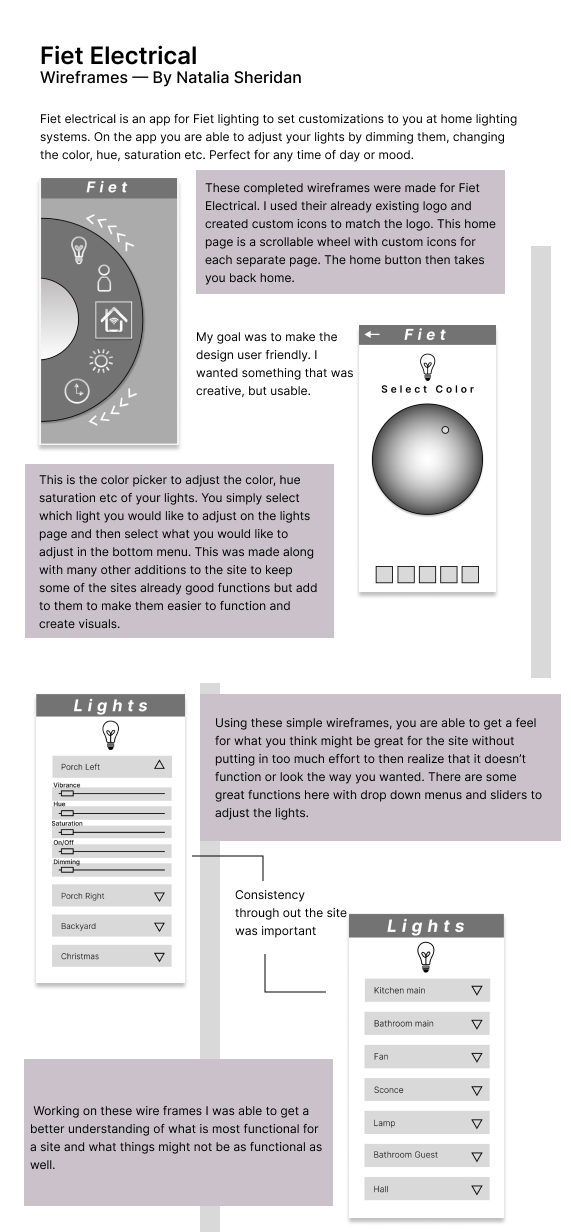 Fiet Electrical
Wireframes — By Natalia Sheridan
Fiet electrical is an app for Fiet lighting to set customizations to you at home lighting
systems. On the app you are able to adjust your lights by dimming them, changing
the color, hue, saturation etc. Perfect for any time of day or mood.
Fiet
These completed wireframes were made for Fiet
Electrical. I used their already existing logo and
created custom icons to match the logo. This home
page is a scrollable wheel with custom icons for
each separate page. The home button then takes
you back home.
My goal was to make the
design user friendly. I
wanted something that was
creative, but usable.
Fiet
Select Color
This is the color picker to adjust the color, hue
saturation etc of your lights. You simply select
which light you would like to adjust on the lights
page and then select what you would like to
adjust in the bottom menu. This was made along
with many other additions to the site to keep
some of the sites already good functions but add
to them to make them easier to function and
create visuals.
Lights
Porch Left
Vibrance
Hue
Saturation
On/Off
Dimming
Porch Right
Backyard
Christmas
Using these simple wireframes, you are able to get a feel
for what you think might be great for the site without
putting in too much effort to then realize that it doesn’t
function or look the way you wanted. There are some
great functions here with drop down menus and sliders to
adjust the lights.
Consistency
through out the site
was important
Lights
Kitchen main
Bathroom main
Fan
Sconce
Lamp
Bathroom Guest
Hall
Working on these wire frames I was able to get a
better understanding of what is most functional for
a site and what things might not be as functional as
well.